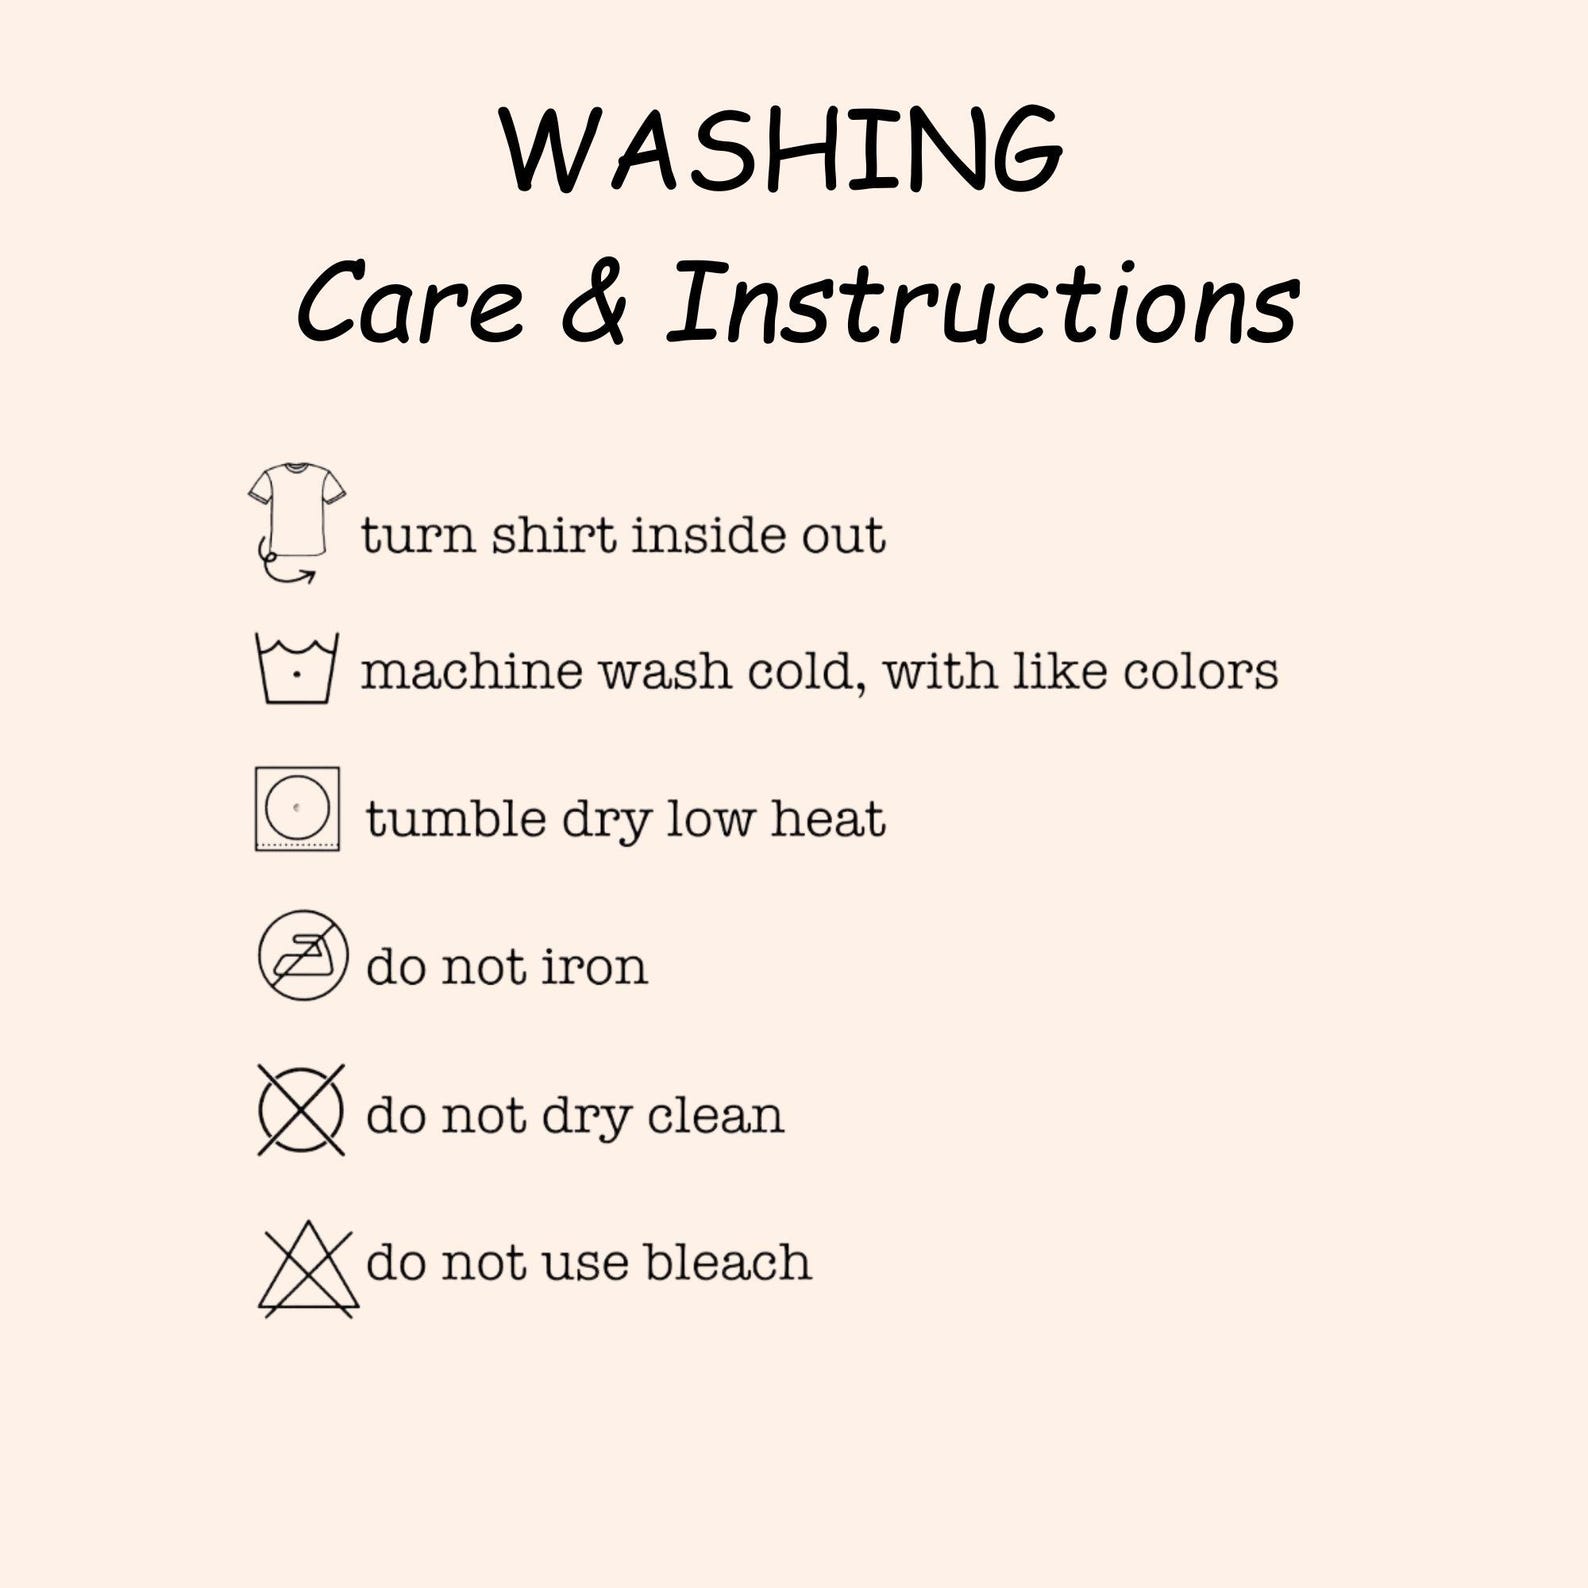 WASHING
Care & Instructions
turn shirt inside out
machine wash cold, with like colors
tumble dry low heat
do not iron
do not dry clean
do not use bleach